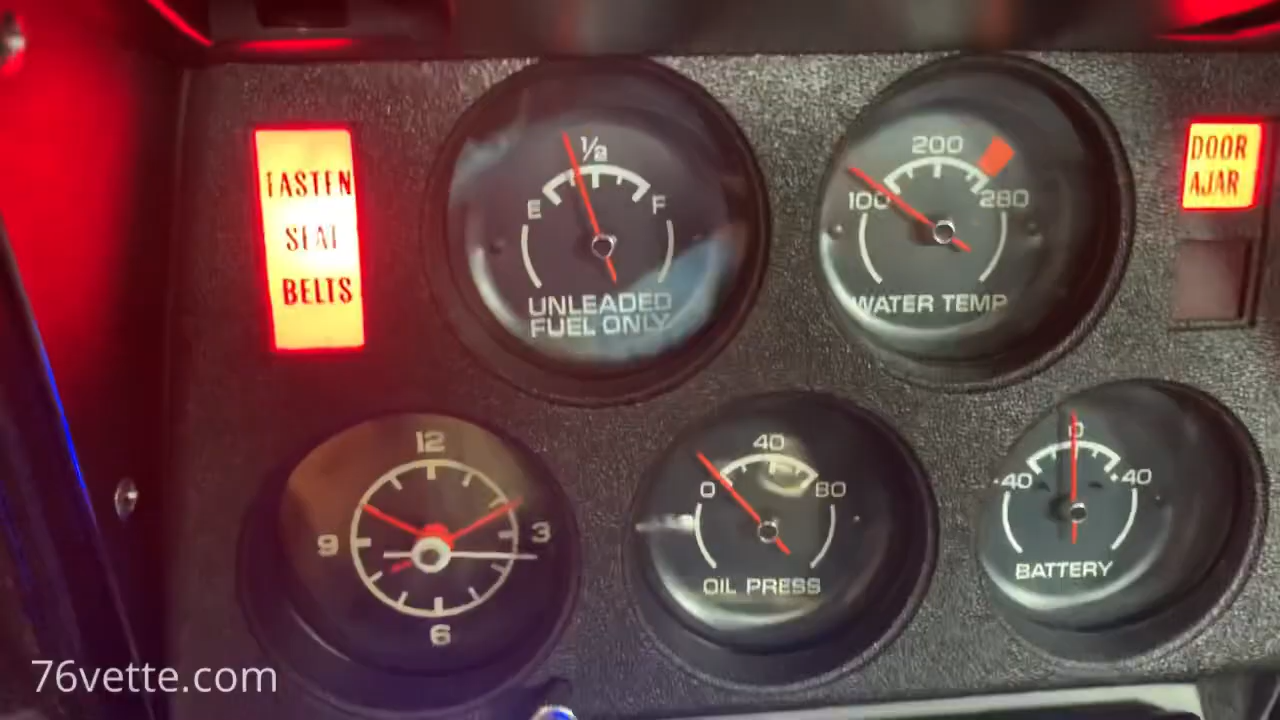 FASTEN
SEAT
BELTS
1/2
E F
UNLEADED
FUEL ONLY
200
100 280
WATER TEMP
DOOR
AJAR
12
9 3
6
40
0 80
OIL PRESS
0
-40 +40
BATTERY
76vette.com